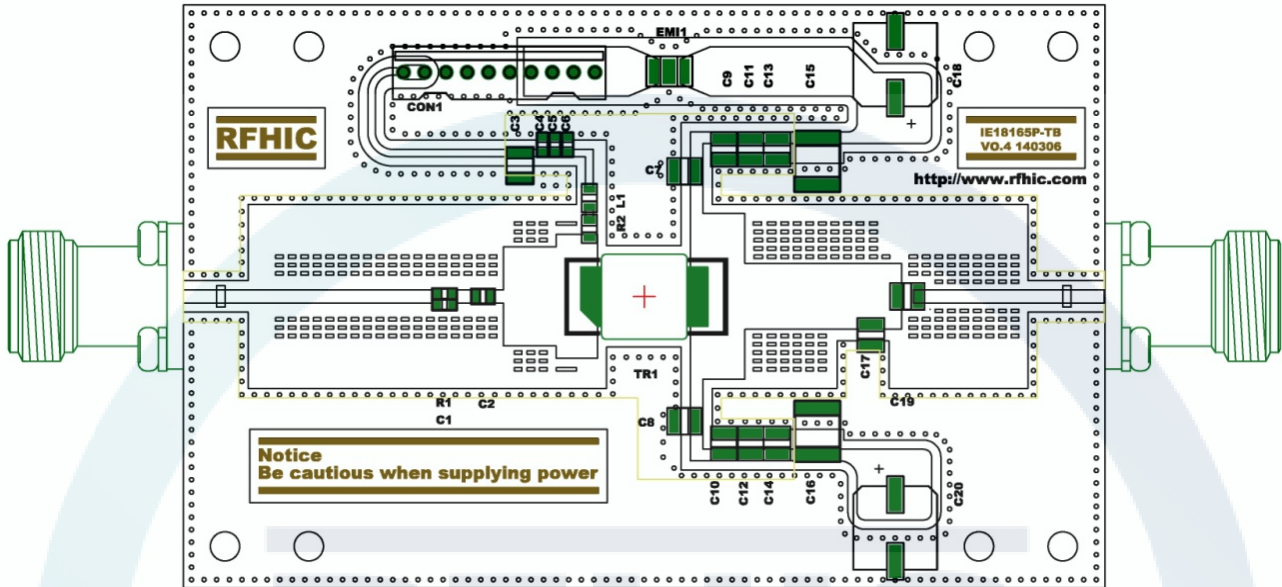 EMI1
C9
C11
C13
C15
C18
CON1
RFHIC
C3
C4
C5
C6
IE18165P-TB
VO.4 140306
+
C7
http://www.rfhic.com
L1
R2
TR1
C17
R1
C2
C19
C1
C8
Notice
Be cautious when supplying power
+
C10
C12
C14
C16
C20